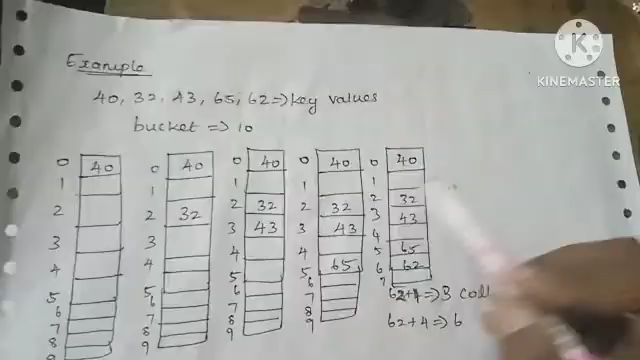 Example
40, 32, 43, 65, 62 => key values
bucket => 10
0 40 0 40 0 40 0 40 0 40
1 1 1 1 1
2 2 32 2 32 2 32 2 32
3 3 3 43 3 43 3 43
4 4 4 4 4
5 5 5 5 65 5 65
6 6 6 6 6 62
7 7 7 7 7
8 8 8 8
9 9 9 9
62+1 => 3 coll
62+4 => 6
K
KINEMASTER